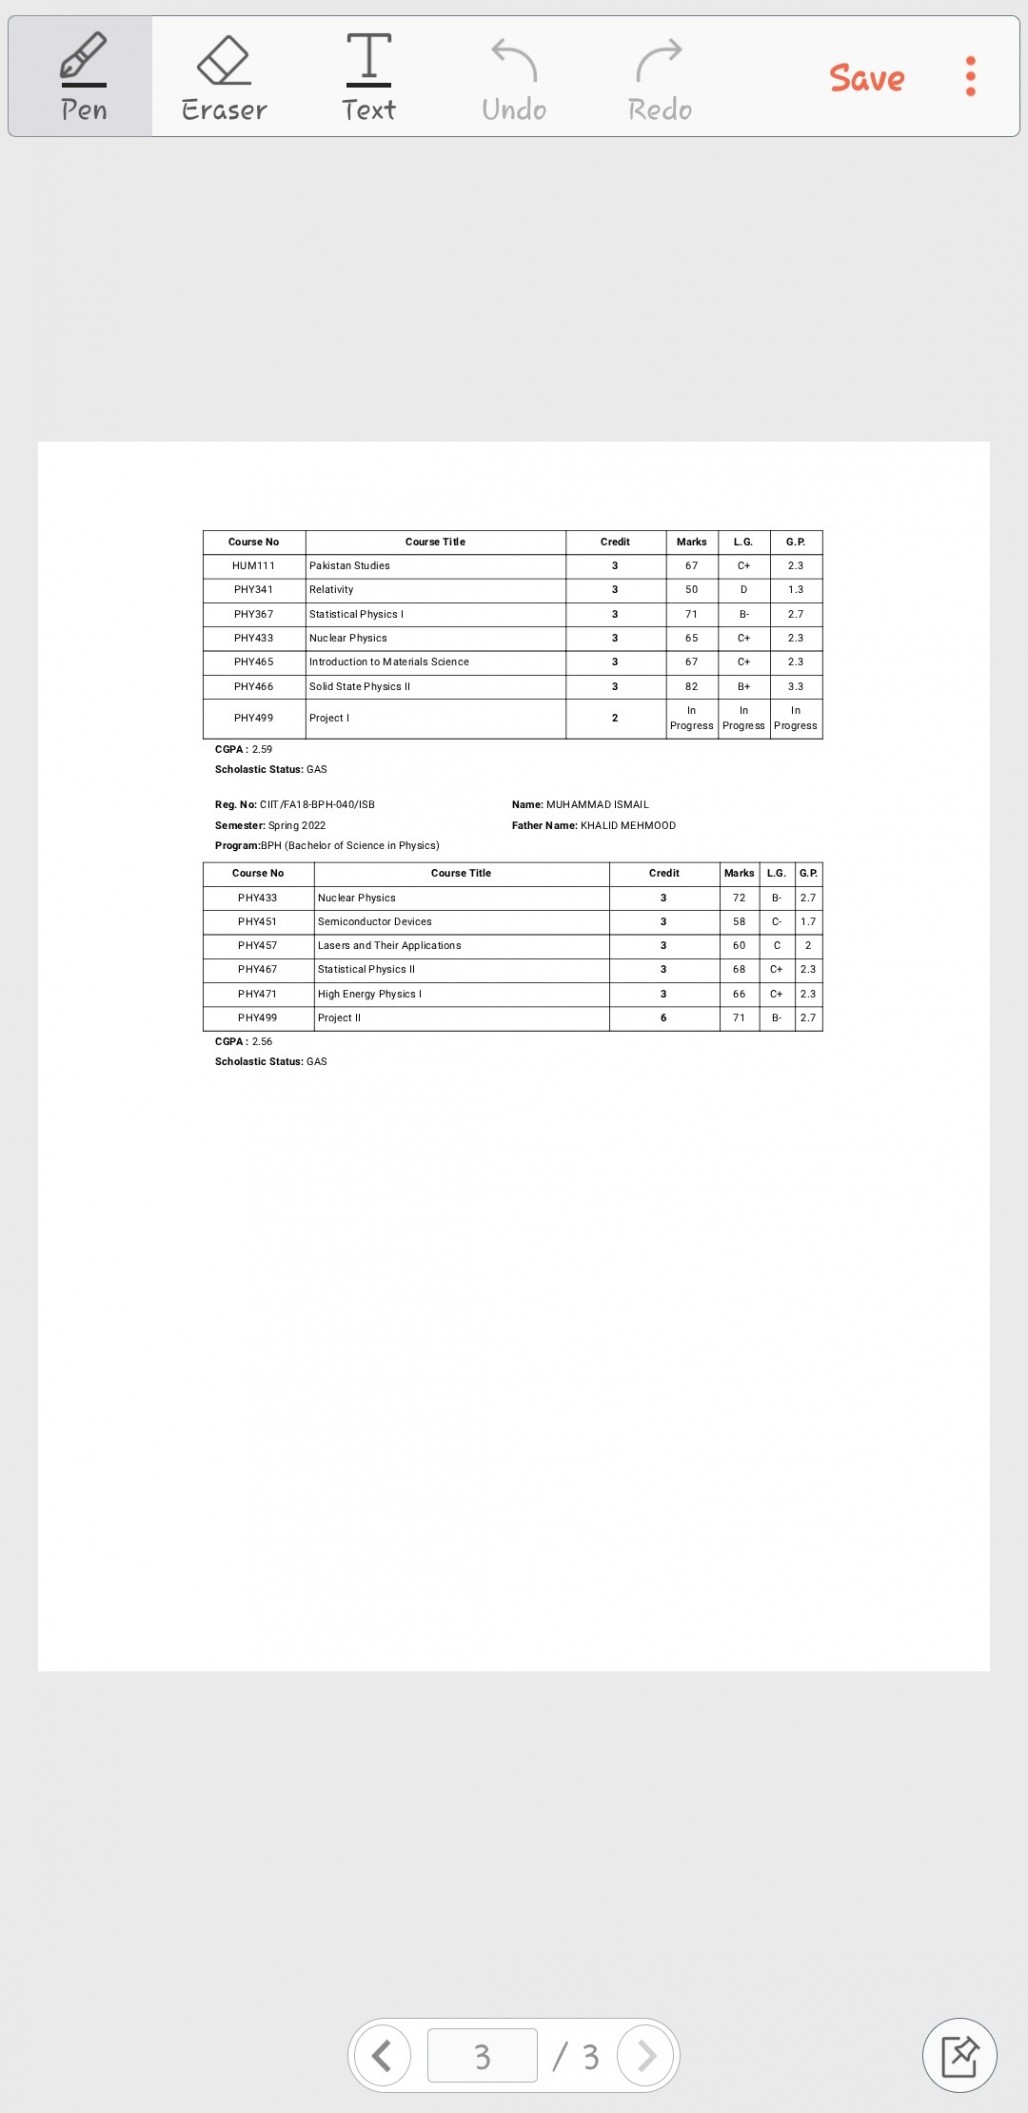 Pen Eraser Text Undo Redo Save
Course No Course Title Credit Marks L.G. G.P.
HUM111 Pakistan Studies 3 67 C+ 2.3
PHY341 Relativity 3 50 D 1.3
PHY367 Statistical Physics I 3 71 B- 2.7
PHY433 Nuclear Physics 3 65 C+ 2.3
PHY465 Introduction to Materials Science 3 67 C+ 2.3
PHY466 Solid State Physics II 3 82 B+ 3.3
PHY499 Project I 2 In Progress In Progress In Progress
CGPA : 2.59
Scholastic Status: GAS
Reg. No: CIIT/FA18-BPH-040/ISB Name: MUHAMMAD ISMAIL
Semester: Spring 2022 Father Name: KHALID MEHMOOD
Program:BPH (Bachelor of Science in Physics)
Course No Course Title Credit Marks L.G. G.P.
PHY433 Nuclear Physics 3 72 B- 2.7
PHY451 Semiconductor Devices 3 58 C- 1.7
PHY457 Lasers and Their Applications 3 60 C 2
PHY467 Statistical Physics II 3 68 C+ 2.3
PHY471 High Energy Physics I 3 66 C+ 2.3
PHY499 Project II 6 71 B- 2.7
CGPA : 2.56
Scholastic Status: GAS
3 / 3